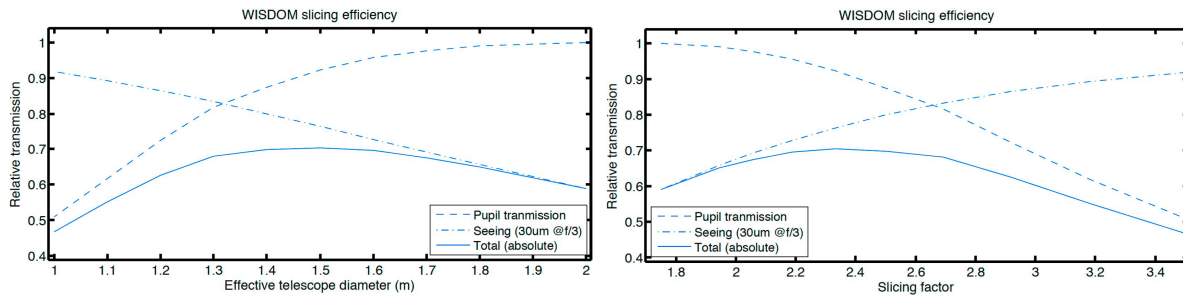 WISDOM slicing efficiency
1
0.9
0.8
0.7
0.6
0.5
0.4
Relative transmission
1 1.1 1.2 1.3 1.4 1.5 1.6 1.7 1.8 1.9 2
Effective telescope diameter (m)
Pupil tranmission
Seeing (30um @f/3)
Total (absolute)
WISDOM slicing efficiency
1
0.9
0.8
0.7
0.6
0.5
0.4
Relative transmission
1.8 2 2.2 2.4 2.6 2.8 3 3.2 3.4
Slicing factor
Pupil tranmission
Seeing (30um @f/3)
Total (absolute)